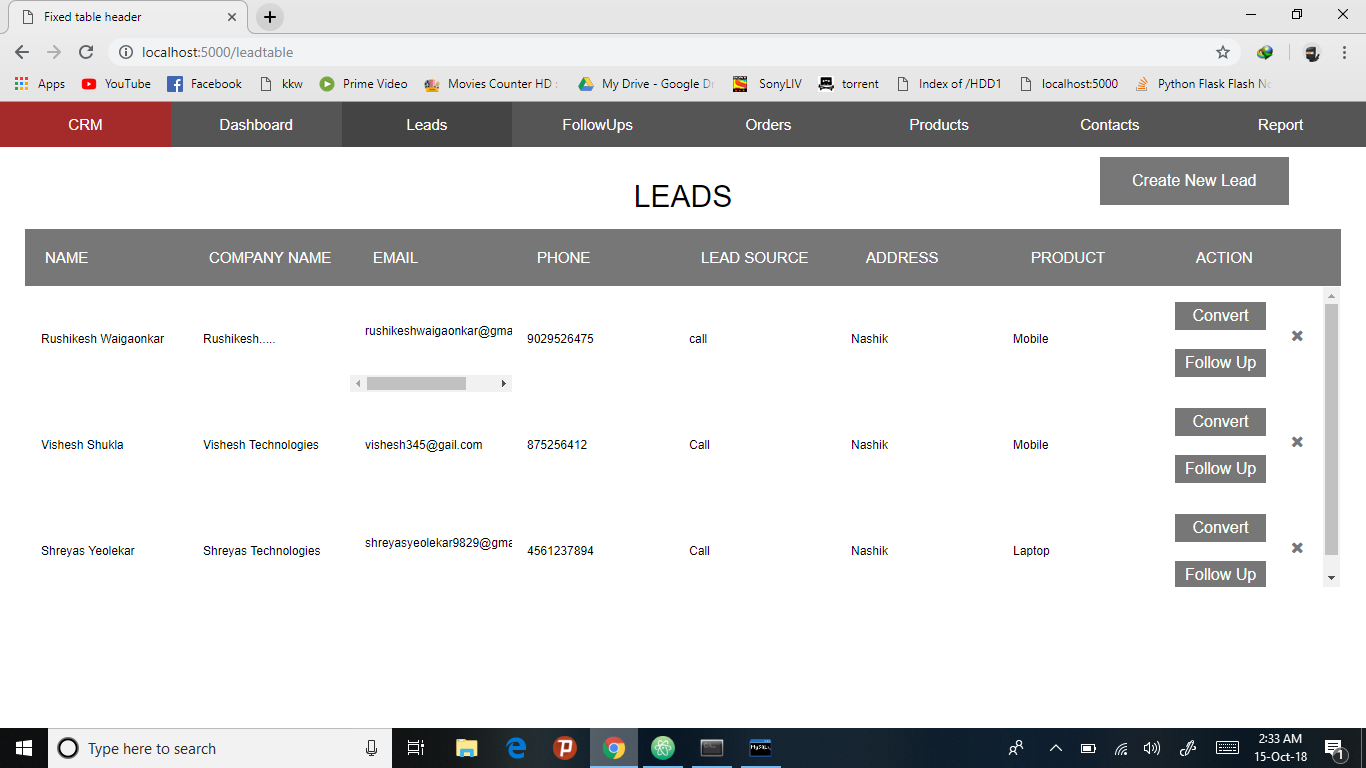 Fixed table header
localhost:5000/leadtable
Apps YouTube Facebook kkw Prime Video Movies Counter HD : My Drive - Google Dr SonyLIV torrent Index of /HDD1 localhost:5000 Python Flask Flash No
CRM Dashboard Leads FollowUps Orders Products Contacts Report
Create New Lead
LEADS
NAME COMPANY NAME EMAIL PHONE LEAD SOURCE ADDRESS PRODUCT ACTION
Rushikesh Waigaonkar Rushikesh..... rushikeshwaigaonkar@gma 9029526475 call Nashik Mobile Convert
Follow Up
Vishesh Shukla Vishesh Technologies vishesh345@gail.com 875256412 Call Nashik Mobile Convert
Follow Up
Shreyas Yeolekar Shreyas Technologies shreyasyeolekar9829@gma 4561237894 Call Nashik Laptop Convert
Follow Up
Type here to search
MySQL
2:33 AM
15-Oct-18
1